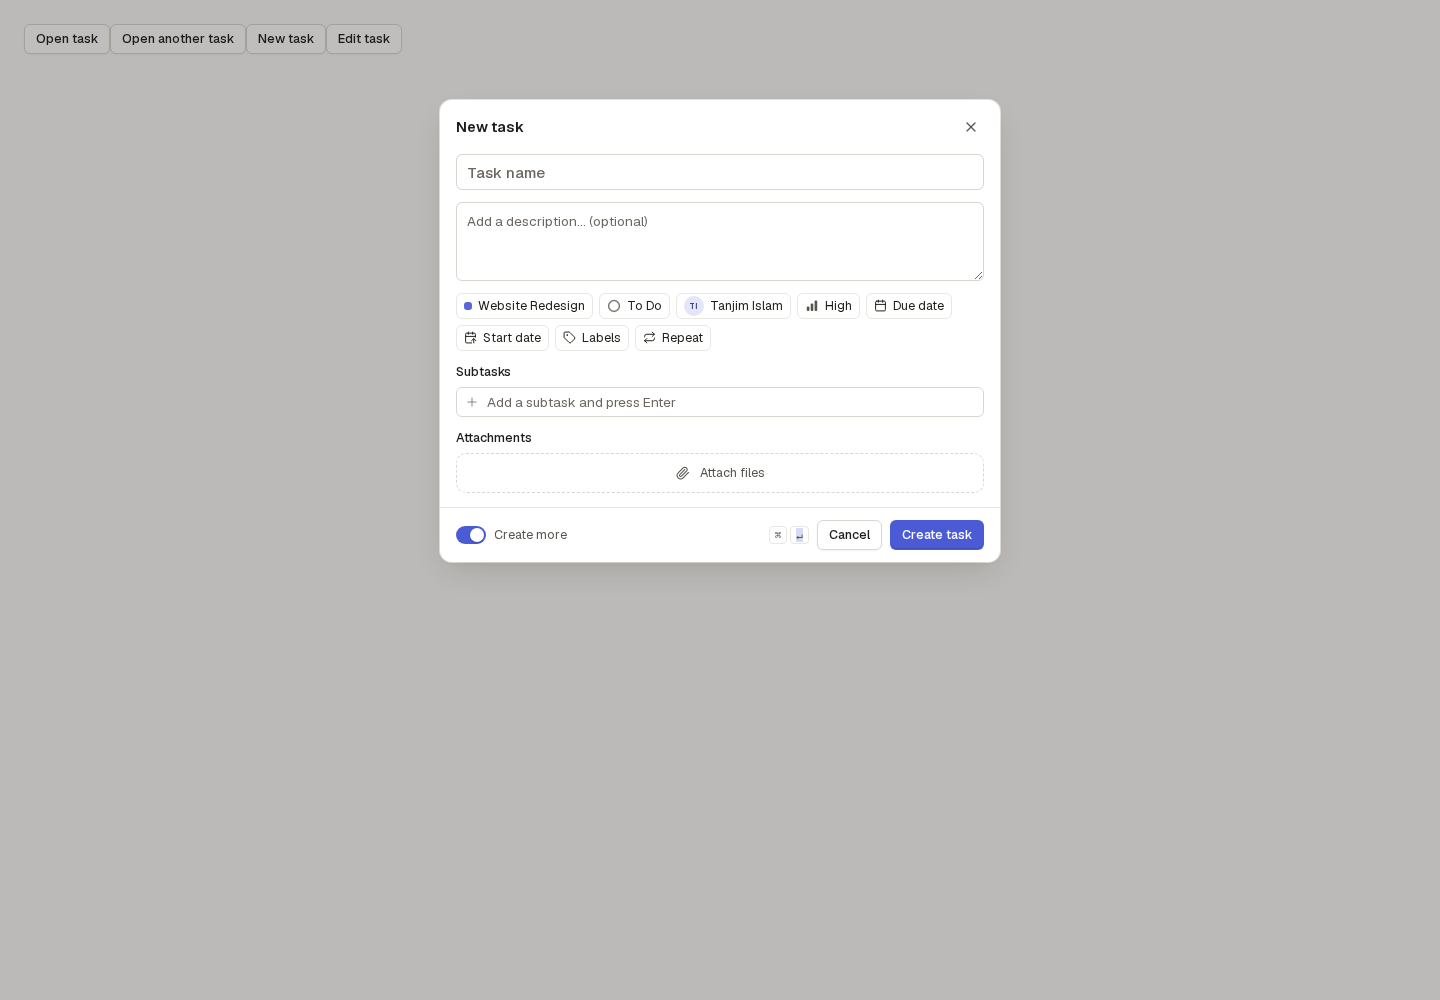 Open task Open another task New task Edit task
New task
Task name
Add a description... (optional)
Website Redesign To Do TI Tanjim Islam High Due date
Start date Labels Repeat
Subtasks
Add a subtask and press Enter
Attachments
Attach files
Create more ⌘ ↵ Cancel Create task